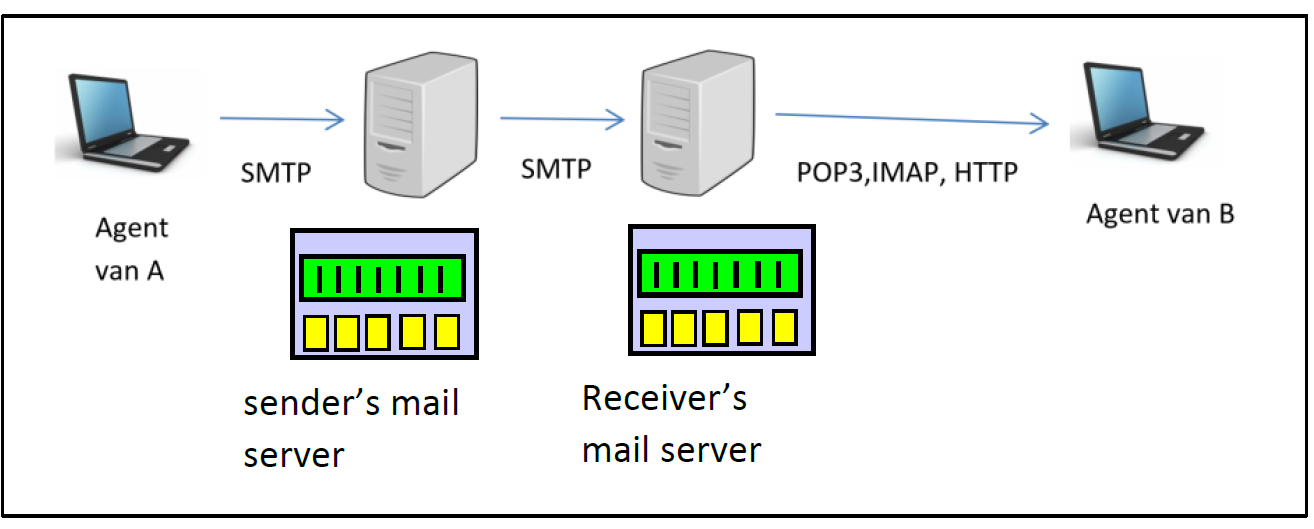 SMTP
SMTP
POP3,IMAP, HTTP
Agent
van A
Agent van B
sender’s mail
server
Receiver’s
mail server